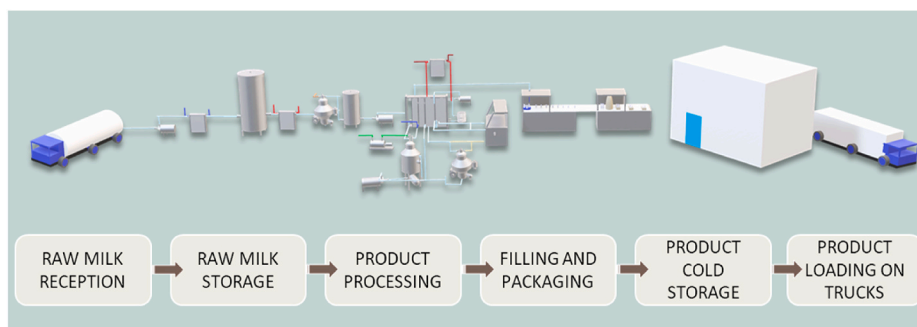 RAW MILK
RECEPTION
RAW MILK
STORAGE
PRODUCT
PROCESSING
FILLING AND
PACKAGING
PRODUCT
COLD
STORAGE
PRODUCT
LOADING ON
TRUCKS